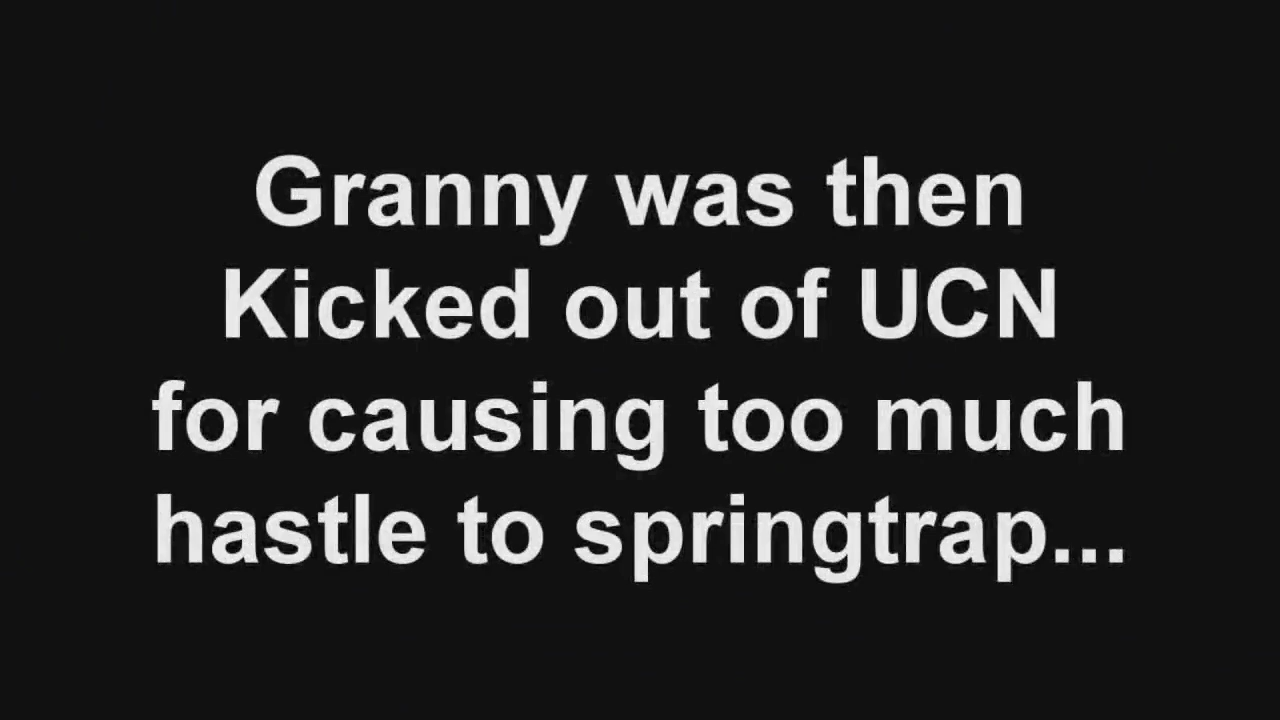 Granny was then
Kicked out of UCN
for causing too much
hastle to springtrap...